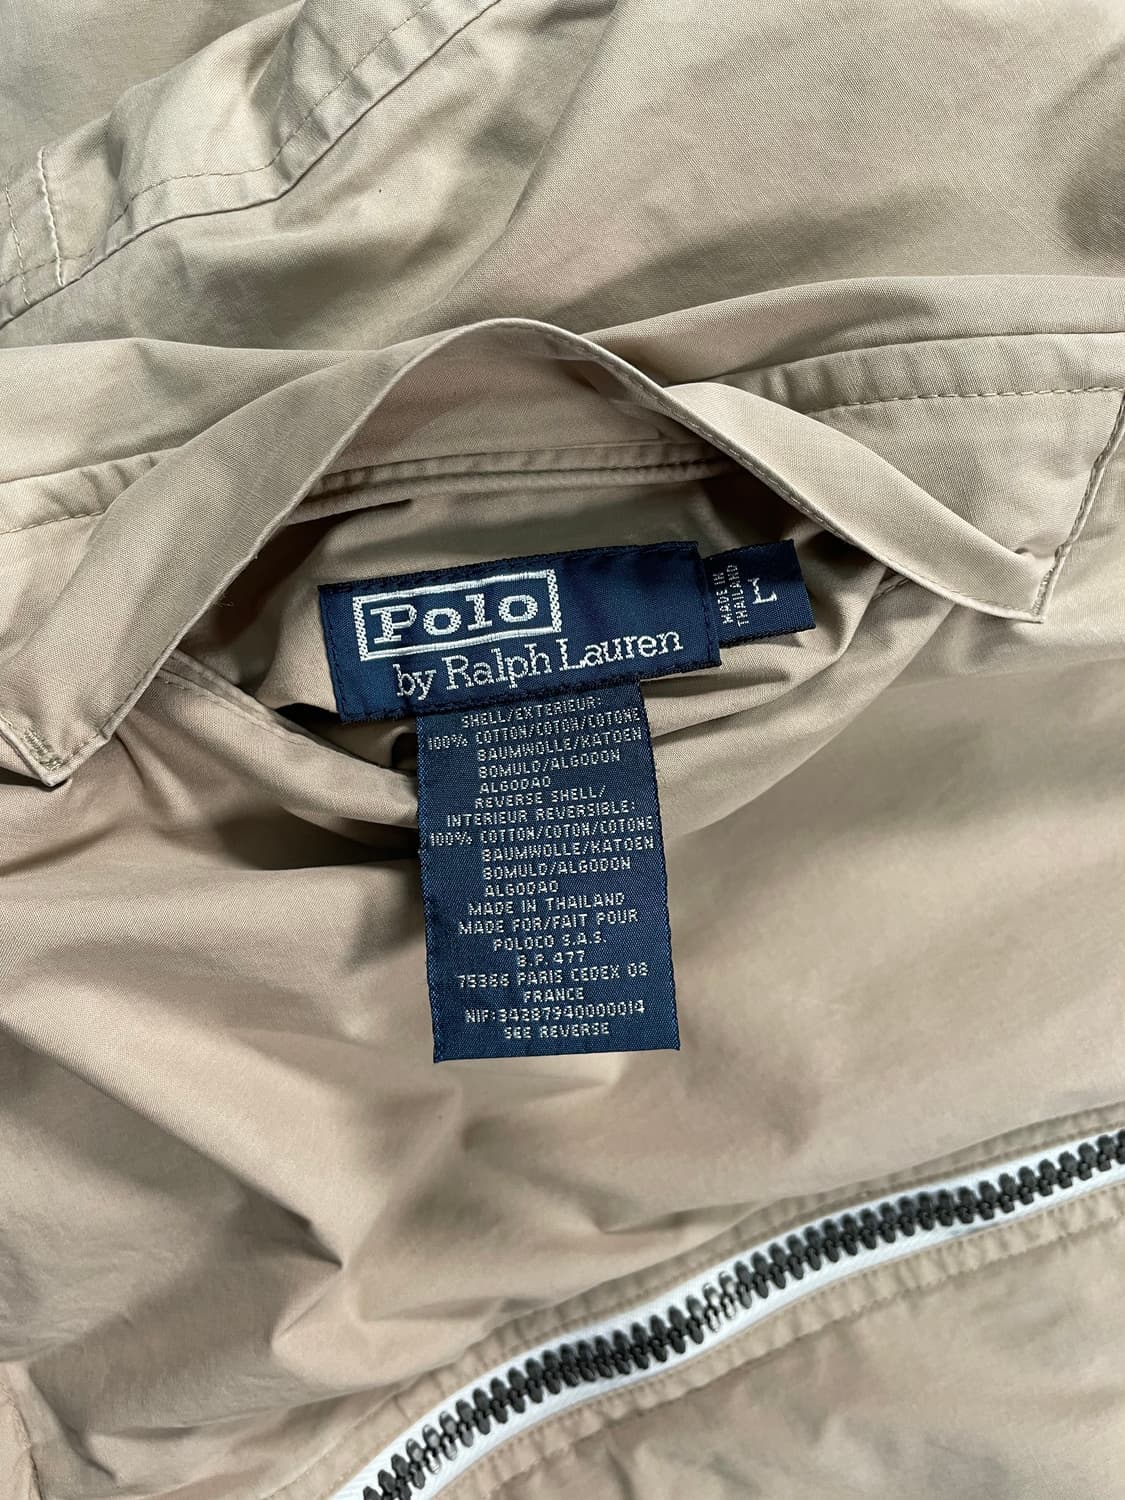 Polo
by Ralph Lauren
MADE IN
THAILAND
L
SHELL/EXTERIEUR:
100% COTTON/COTON/COTONE
BAUMWOLLE/KATOEN
BOMULD/ALGODON
ALGODAO
REVERSE SHELL/
INTERIEUR REVERSIBLE:
100% COTTON/COTON/COTONE
BAUMWOLLE/KATOEN
BOMULD/ALGODON
ALGODAO
MADE IN THAILAND
MADE FOR/FAIT POUR
POLOCO S.A.S.
B.P. 477
75366 PARIS CEDEX 08
FRANCE
NIF:34287940000014
SEE REVERSE